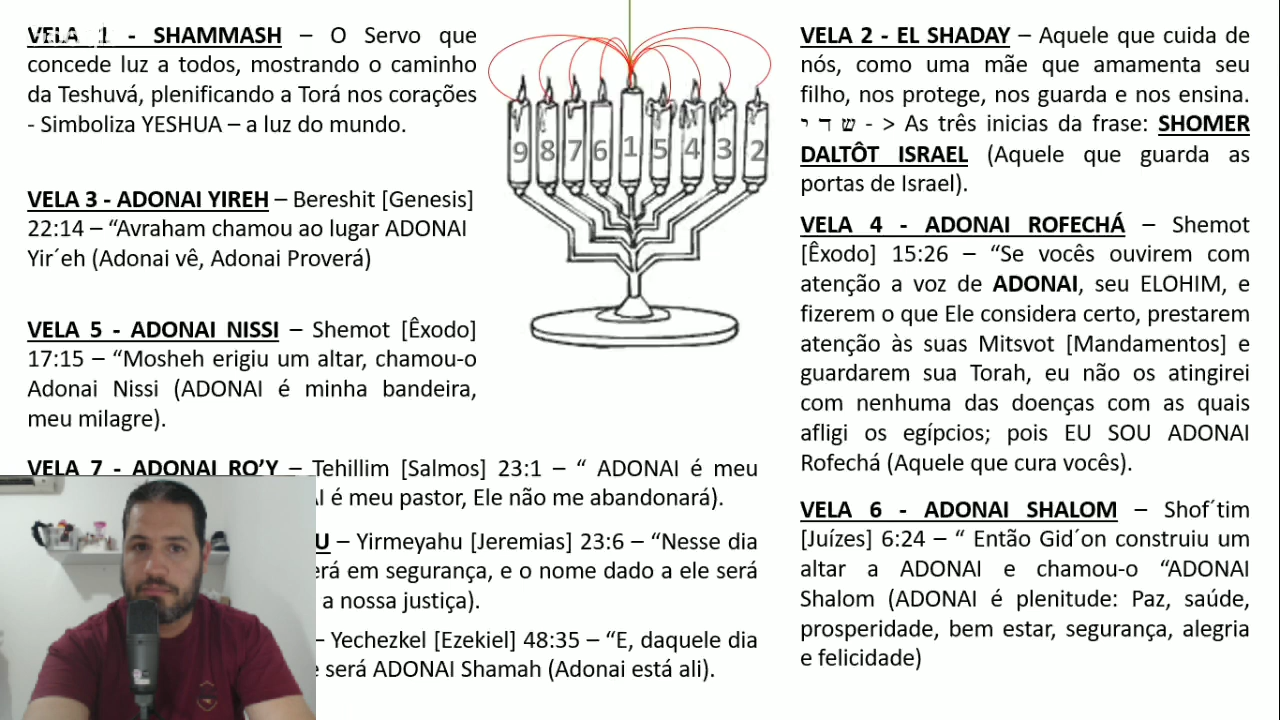 VELA 1 - SHAMMASH – O Servo que
concede luz a todos, mostrando o caminho
da Teshuvá, plenificando a Torá nos corações
- Simboliza YESHUA – a luz do mundo.
VELA 2 - EL SHADAY – Aquele que cuida de
nós, como uma mãe que amamenta seu
filho, nos protege, nos guarda e nos ensina.
ש ד י - > As três inicias da frase: SHOMER
DALTÔT ISRAEL (Aquele que guarda as
portas de Israel).
9 8 7 6 1 5 4 3 2
VELA 3 - ADONAI YIREH – Bereshit [Genesis]
22:14 – “Avraham chamou ao lugar ADONAI
Yir´eh (Adonai vê, Adonai Proverá)
VELA 4 - ADONAI ROFECHÁ – Shemot
[Êxodo] 15:26 – “Se vocês ouvirem com
atenção a voz de ADONAI, seu ELOHIM, e
fizerem o que Ele considera certo, prestarem
atenção às suas Mitsvot [Mandamentos] e
guardarem sua Torah, eu não os atingirei
com nenhuma das doenças com as quais
afligi os egípcios; pois EU SOU ADONAI
Rofechá (Aquele que cura vocês).
VELA 5 - ADONAI NISSI – Shemot [Êxodo]
17:15 – “Mosheh erigiu um altar, chamou-o
Adonai Nissi (ADONAI é minha bandeira,
meu milagre).
VELA 6 - ADONAI SHALOM – Shof´tim
[Juízes] 6:24 – “ Então Gid´on construiu um
altar a ADONAI e chamou-o “ADONAI
Shalom (ADONAI é plenitude: Paz, saúde,
prosperidade, bem estar, segurança, alegria
e felicidade)
VELA 7 - ADONAI RO’Y – Tehillim [Salmos] 23:1 – “ ADONAI é meu
é meu pastor, Ele não me abandonará).
– Yirmeyahu [Jeremias] 23:6 – “Nesse dia
em segurança, e o nome dado a ele será
a nossa justiça).
– Yechezkel [Ezekiel] 48:35 – “E, daquele dia
será ADONAI Shamah (Adonai está ali).